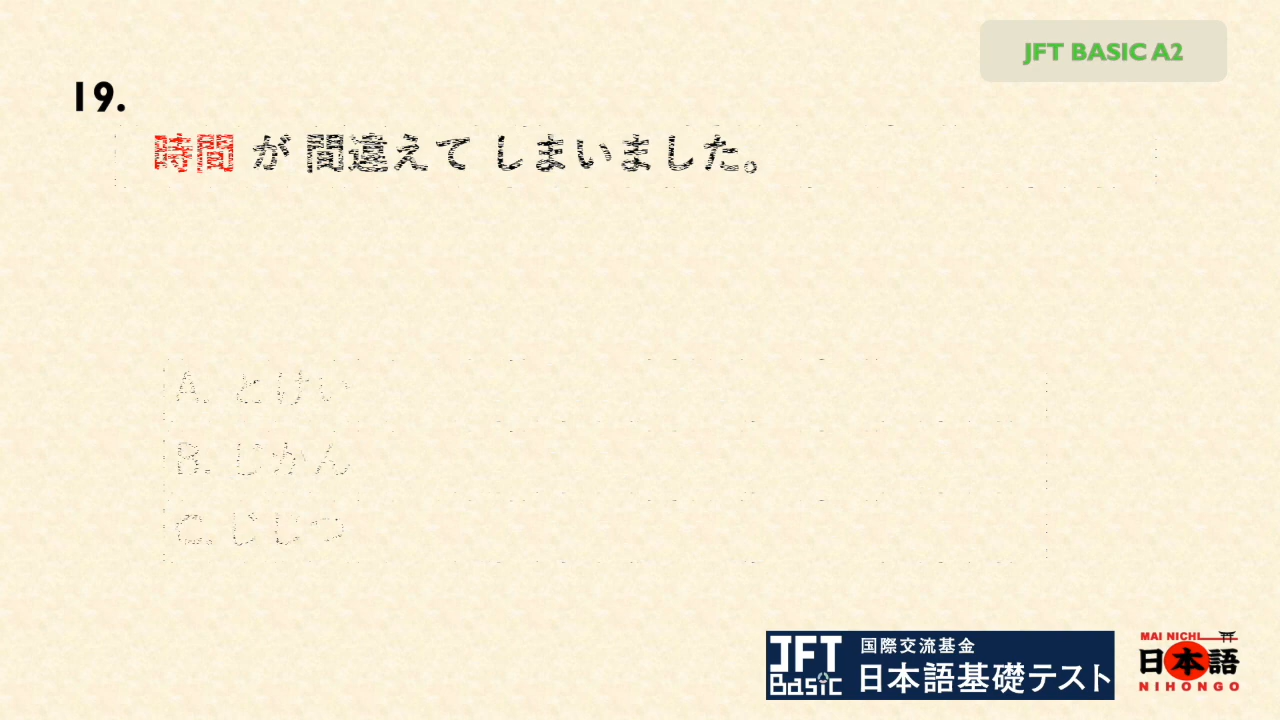 JFT BASIC A2
19.
時間 が 間違えて しまいました。
A. とけい
B. じかん
C. じじつ
JFT Basic
国際交流基金
日本語基礎テスト
MAI NICHI
日本語
NIHONGO